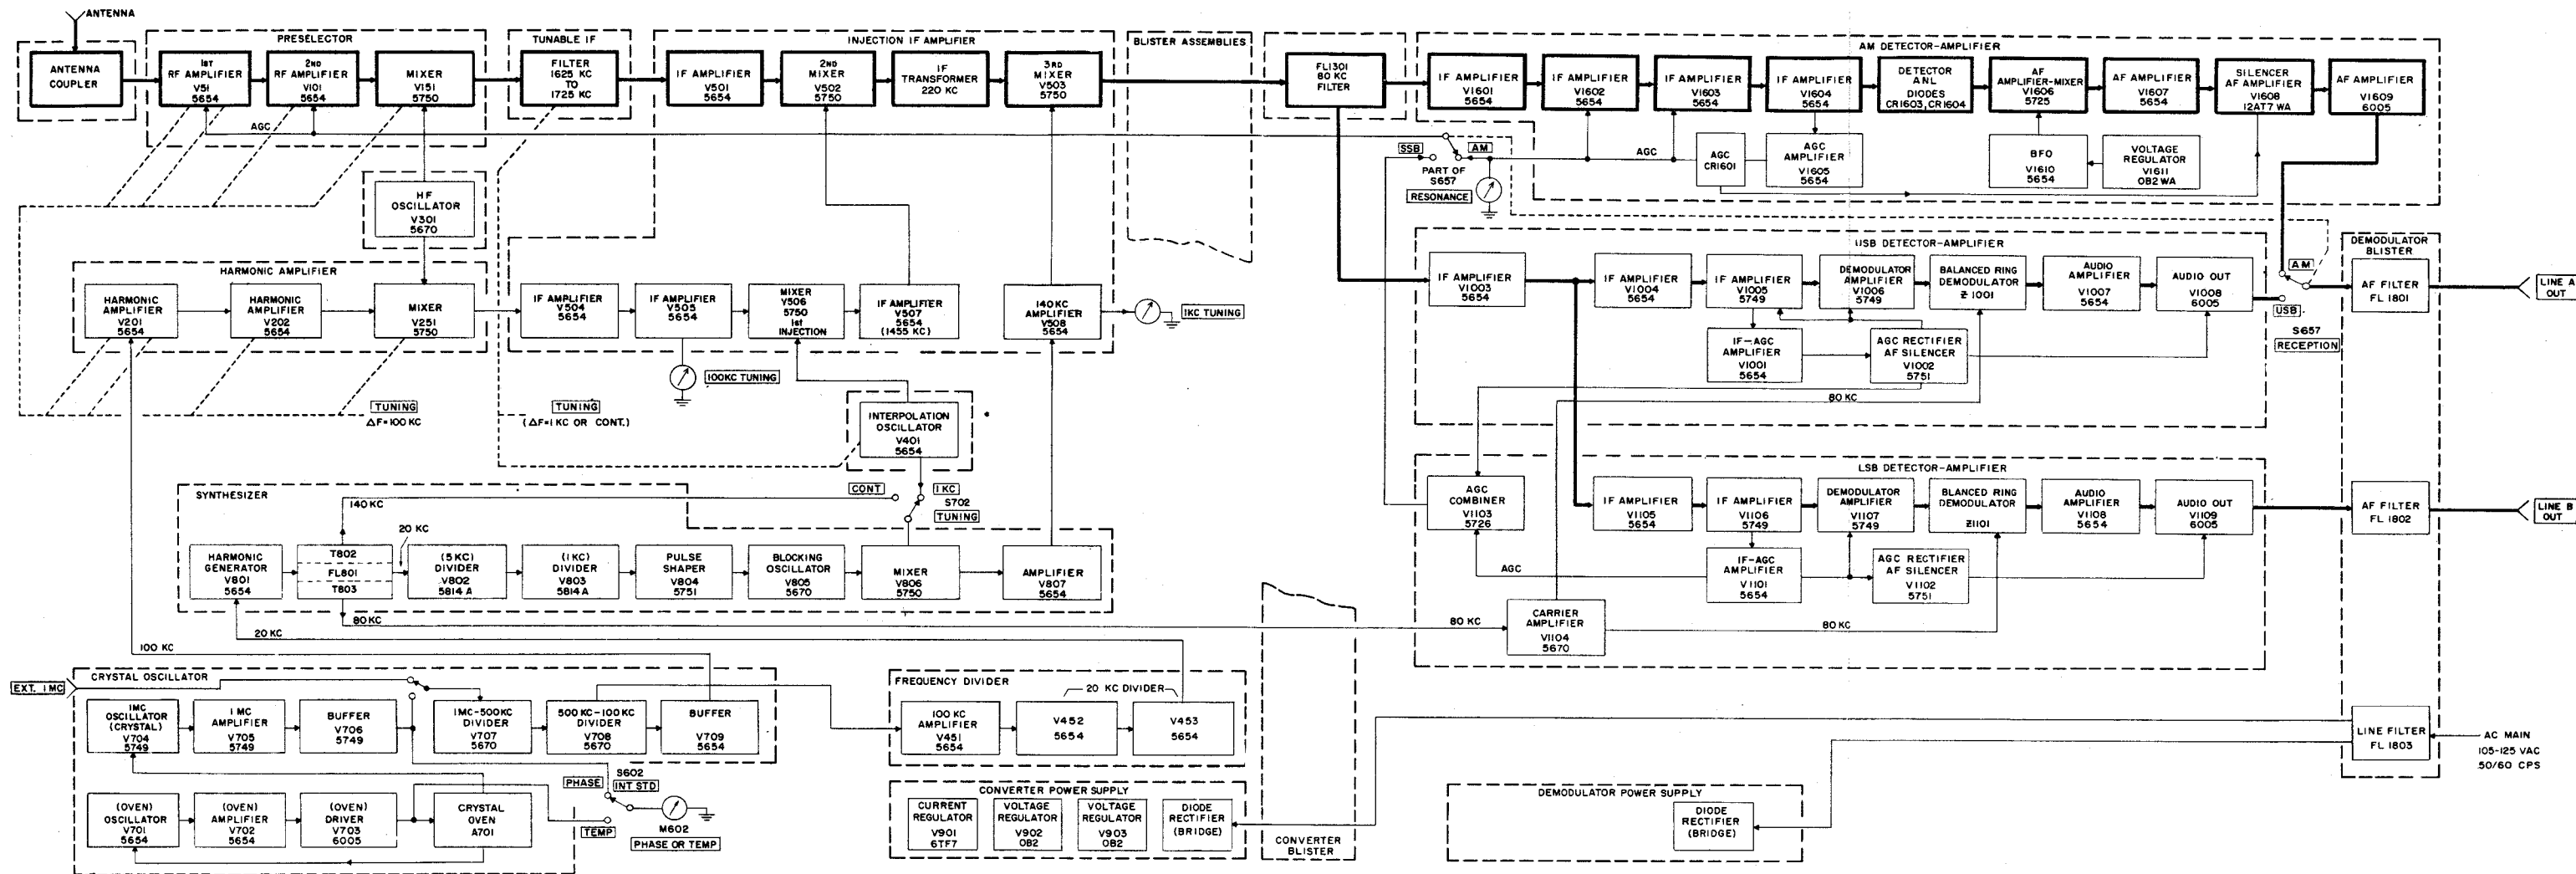 ANTENNA
ANTENNA
COUPLER
PRESELECTOR
1ST
RF AMPLIFIER
V51
5654
2ND
RF AMPLIFIER
V101
5654
MIXER
V151
5750
TUNABLE IF
FILTER
1625 KC
TO
1725 KC
INJECTION IF AMPLIFIER
IF AMPLIFIER
V501
5654
2ND
MIXER
V502
5750
IF
TRANSFORMER
220 KC
3RD
MIXER
V503
5750
BLISTER ASSEMBLIES
FL1301
80 KC
FILTER
AM DETECTOR-AMPLIFIER
IF AMPLIFIER
V1601
5654
IF AMPLIFIER
V1602
5654
IF AMPLIFIER
V1603
5654
IF AMPLIFIER
V1604
5654
DETECTOR
ANL
DIODES
CR1603, CR1604
AF
AMPLIFIER-MIXER
V1606
5725
AF AMPLIFIER
V1607
5654
SILENCER
AF AMPLIFIER
V1608
12AT7 WA
AF AMPLIFIER
V1609
6005
AGC
SSB
AM
PART OF
S657
RESONANCE
AGC
AGC
CR1601
AGC
AMPLIFIER
V1605
5654
BFO
V1610
5654
VOLTAGE
REGULATOR
V1611
OB2 WA
HF
OSCILLATOR
V301
5670
HARMONIC AMPLIFIER
HARMONIC
AMPLIFIER
V201
5654
HARMONIC
AMPLIFIER
V202
5654
MIXER
V251
5750
IF AMPLIFIER
V504
5654
IF AMPLIFIER
V505
5654
MIXER
V506
5750
1st
INJECTION
IF AMPLIFIER
V507
5654
(1455 KC)
140 KC
AMPLIFIER
V508
5654
1KC TUNING
100KC TUNING
TUNING
ΔF=100 KC
TUNING
(ΔF=1 KC OR CONT.)
INTERPOLATION
OSCILLATOR
V401
5654
USB DETECTOR-AMPLIFIER
IF AMPLIFIER
V1003
5654
IF AMPLIFIER
V1004
5654
IF AMPLIFIER
V1005
5749
DEMODULATOR
AMPLIFIER
V1006
5749
BALANCED RING
DEMODULATOR
Z 1001
AUDIO
AMPLIFIER
V1007
5654
AUDIO OUT
V1008
6005
IF-AGC
AMPLIFIER
V1001
5654
AGC RECTIFIER
AF SILENCER
V1002
5751
80 KC
AM
USB
S657
RECEPTION
DEMODULATOR
BLISTER
AF FILTER
FL 1801
LINE A
OUT
LSB DETECTOR-AMPLIFIER
AGC
COMBINER
V1103
5726
IF AMPLIFIER
V1105
5654
IF AMPLIFIER
V1106
5749
DEMODULATOR
AMPLIFIER
V1107
5749
BLANCED RING
DEMODULATOR
Z1101
AUDIO
AMPLIFIER
V1108
5654
AUDIO OUT
V1109
6005
AF FILTER
FL 1802
LINE B
OUT
AGC
IF-AGC
AMPLIFIER
V1101
5654
AGC RECTIFIER
AF SILENCER
V1102
5751
80 KC
CARRIER
AMPLIFIER
V1104
5670
80 KC
SYNTHESIZER
140 KC
CONT
1 KC
S702
TUNING
HARMONIC
GENERATOR
V801
5654
T802
FL801
T803
20 KC
(5 KC)
DIVIDER
V802
5814 A
(1KC)
DIVIDER
V803
5814 A
PULSE
SHAPER
V804
5751
BLOCKING
OSCILLATOR
V805
5670
MIXER
V806
5750
AMPLIFIER
V807
5654
80 KC
20 KC
100 KC
EXT. 1 MC
CRYSTAL OSCILLATOR
1MC
OSCILLATOR
(CRYSTAL)
V704
5749
1 MC
AMPLIFIER
V705
5749
BUFFER
V706
5749
1MC-500KC
DIVIDER
V707
5670
500 KC-100 KC
DIVIDER
V708
5670
BUFFER
V709
5654
(OVEN)
OSCILLATOR
V701
5654
(OVEN)
AMPLIFIER
V702
5654
(OVEN)
DRIVER
V703
6005
CRYSTAL
OVEN
A701
PHASE
S602
INT STD
TEMP
M602
PHASE OR TEMP
FREQUENCY DIVIDER
20 KC DIVIDER
100 KC
AMPLIFIER
V451
5654
V452
5654
V453
5654
CONVERTER POWER SUPPLY
CURRENT
REGULATOR
V901
6TF7
VOLTAGE
REGULATOR
V902
OB2
VOLTAGE
REGULATOR
V903
OB2
DIODE
RECTIFIER
(BRIDGE)
CONVERTER
BLISTER
DEMODULATOR POWER SUPPLY
DIODE
RECTIFIER
(BRIDGE)
LINE FILTER
FL 1803
AC MAIN
105-125 VAC
50/60 CPS